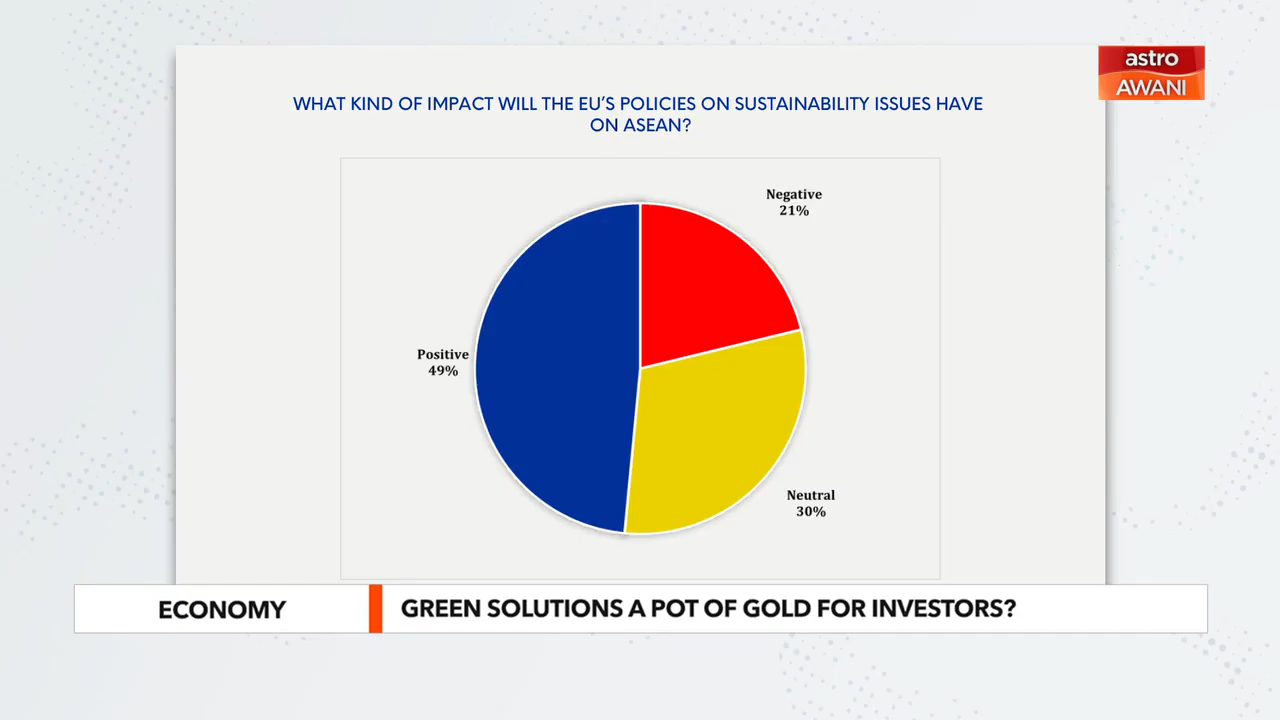 astro
AWANI
WHAT KIND OF IMPACT WILL THE EU'S POLICIES ON SUSTAINABILITY ISSUES HAVE
ON ASEAN?
Negative
21%
Positive
49%
Neutral
30%
ECONOMY
GREEN SOLUTIONS A POT OF GOLD FOR INVESTORS?